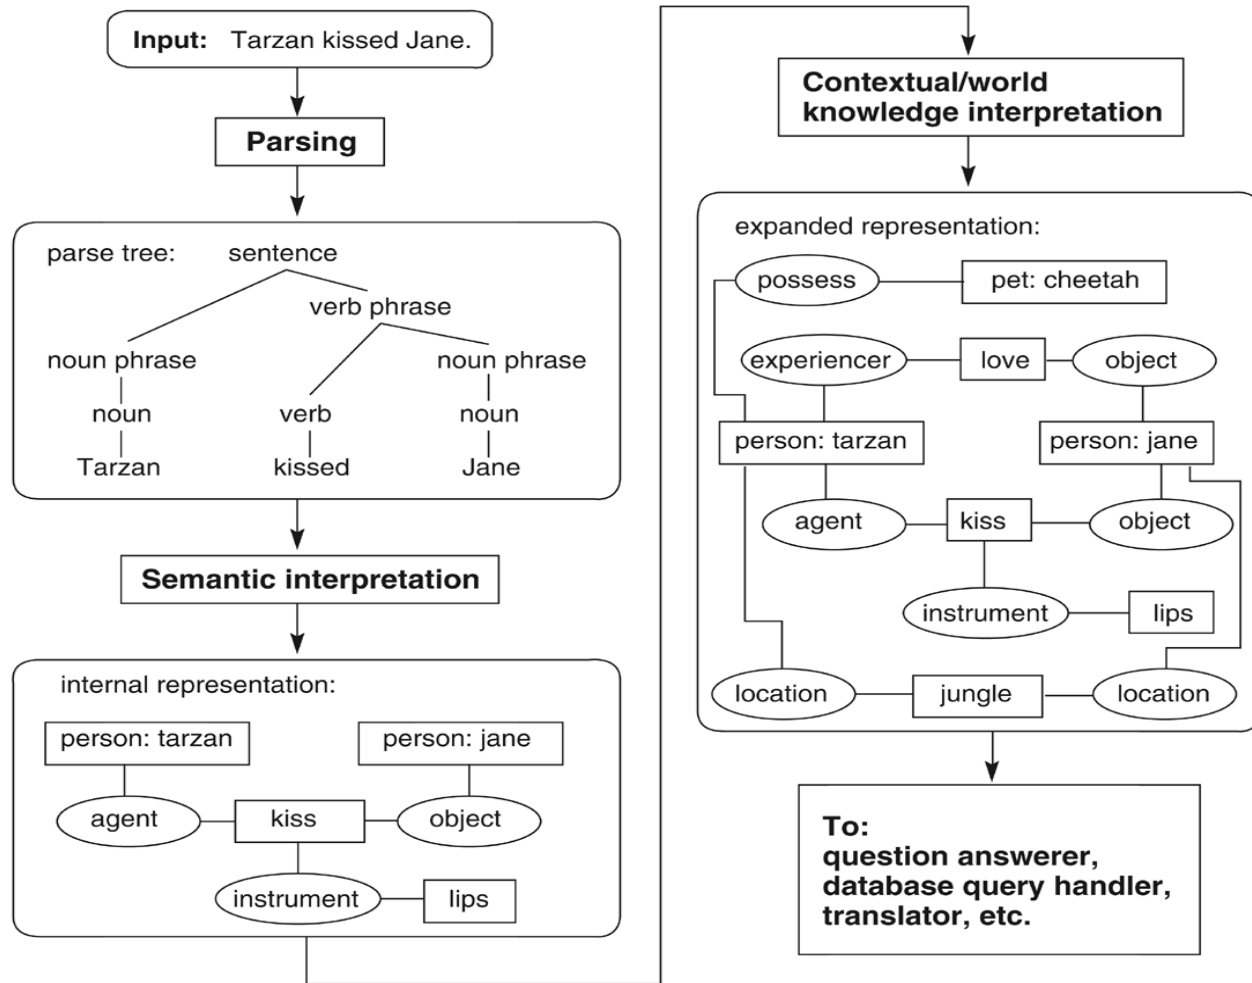 Input: Tarzan kissed Jane.
Parsing
parse tree: sentence
verb phrase
noun phrase noun phrase
noun verb noun
Tarzan kissed Jane
Semantic interpretation
internal representation:
person: tarzan person: jane
agent kiss object
instrument lips
Contextual/world
knowledge interpretation
expanded representation:
possess pet: cheetah
experiencer love object
person: tarzan person: jane
agent kiss object
instrument lips
location jungle location
To:
question answerer,
database query handler,
translator, etc.